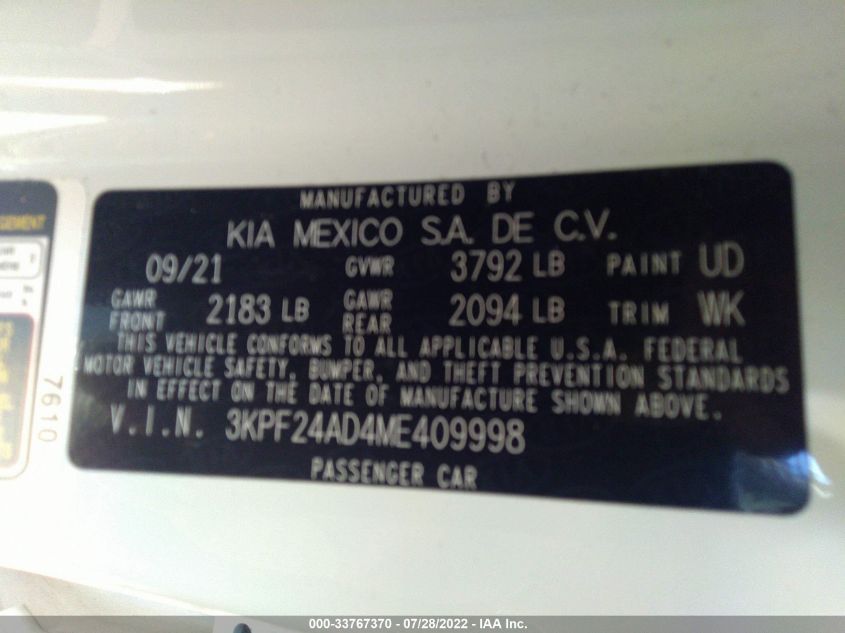 MANUFACTURED BY
KIA MEXICO S.A. DE C.V.
09/21 GVWR 3792 LB PAINT UD
GAWR FRONT 2183 LB GAWR REAR 2094 LB TRIM WK
THIS VEHICLE CONFORMS TO ALL APPLICABLE U.S.A. FEDERAL
MOTOR VEHICLE SAFETY, BUMPER, AND THEFT PREVENTION STANDARDS
IN EFFECT ON THE DATE OF MANUFACTURE SHOWN ABOVE.
V.I.N. 3KPF24AD4ME409998
PASSENGER CAR
7610
000-33767370 - 07/28/2022 - IAA Inc.